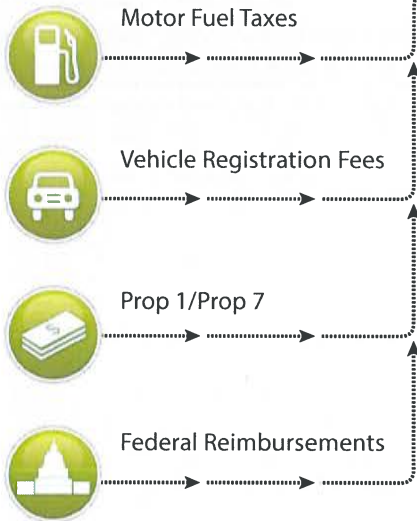 Motor Fuel Taxes
Vehicle Registration Fees
Prop 1/Prop 7
Federal Reimbursements